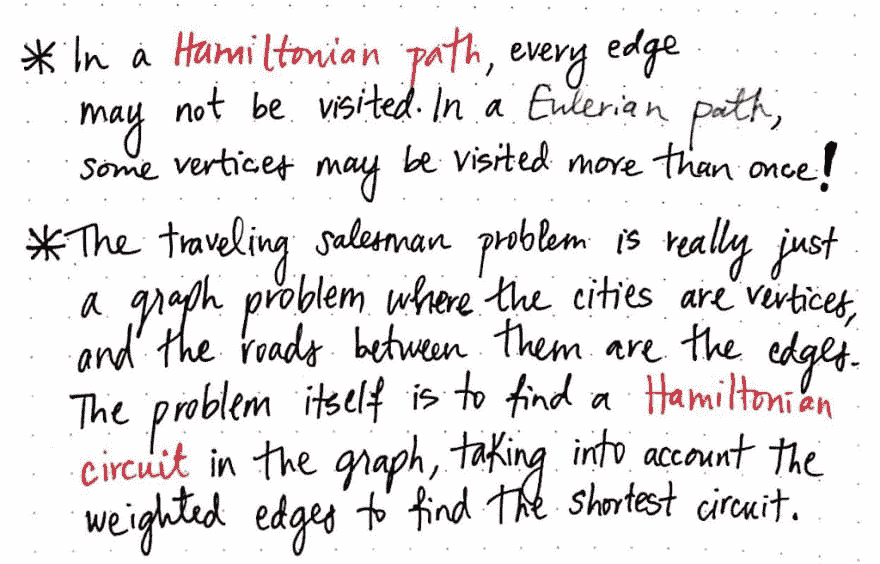 * In a Hamiltonian path, every edge
may not be visited. In a Eulerian path,
some vertices may be visited more than once!
* The traveling salesman problem is really just
a graph problem where the cities are vertices,
and the roads between them are the edges.
The problem itself is to find a Hamiltonian
circuit in the graph, taking into account the
weighted edges to find the shortest circuit.